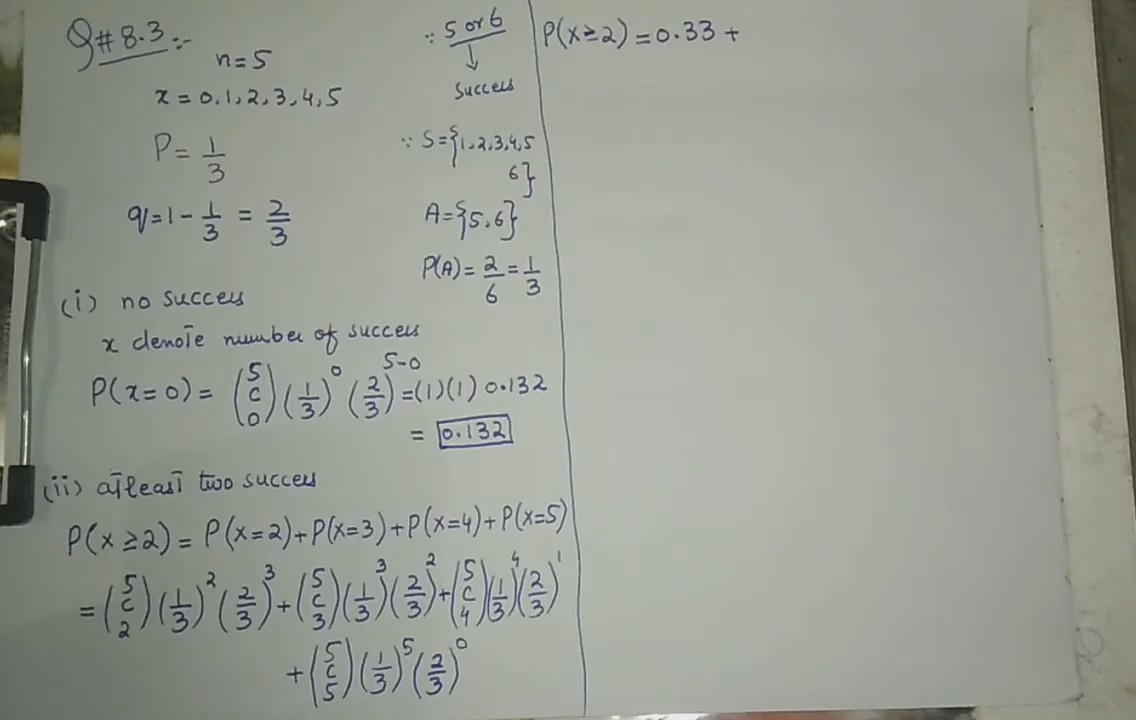 Q#8.3:-
n=5
x=0,1,2,3,4,5
P=1/3
q=1-1/3=2/3
∵ 5 or 6
↓
success
∵ S={1,2,3,4,5
6}
A={5,6}
P(A)=2/6=1/3
(i) no success
x denote number of success
P(x=0)=(5 C 0)(1/3)^0(2/3)^5-0=(1)(1)0.132
=0.132
(ii) atleast two success
P(x≥2)=P(x=2)+P(x=3)+P(x=4)+P(x=5)
=(5 C 2)(1/3)^2(2/3)^3+(5 C 3)(1/3)^3(2/3)^2+(5 C 4)(1/3)^4(2/3)^1
+(5 C 5)(1/3)^5(2/3)^0
P(x≥2)=0.33+